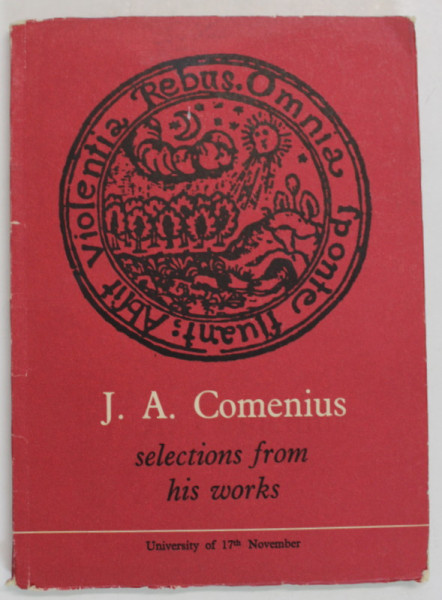 Omnia sponte fluant: Absit violentia Rebus.
J. A. Comenius
selections from
his works
University of 17th November